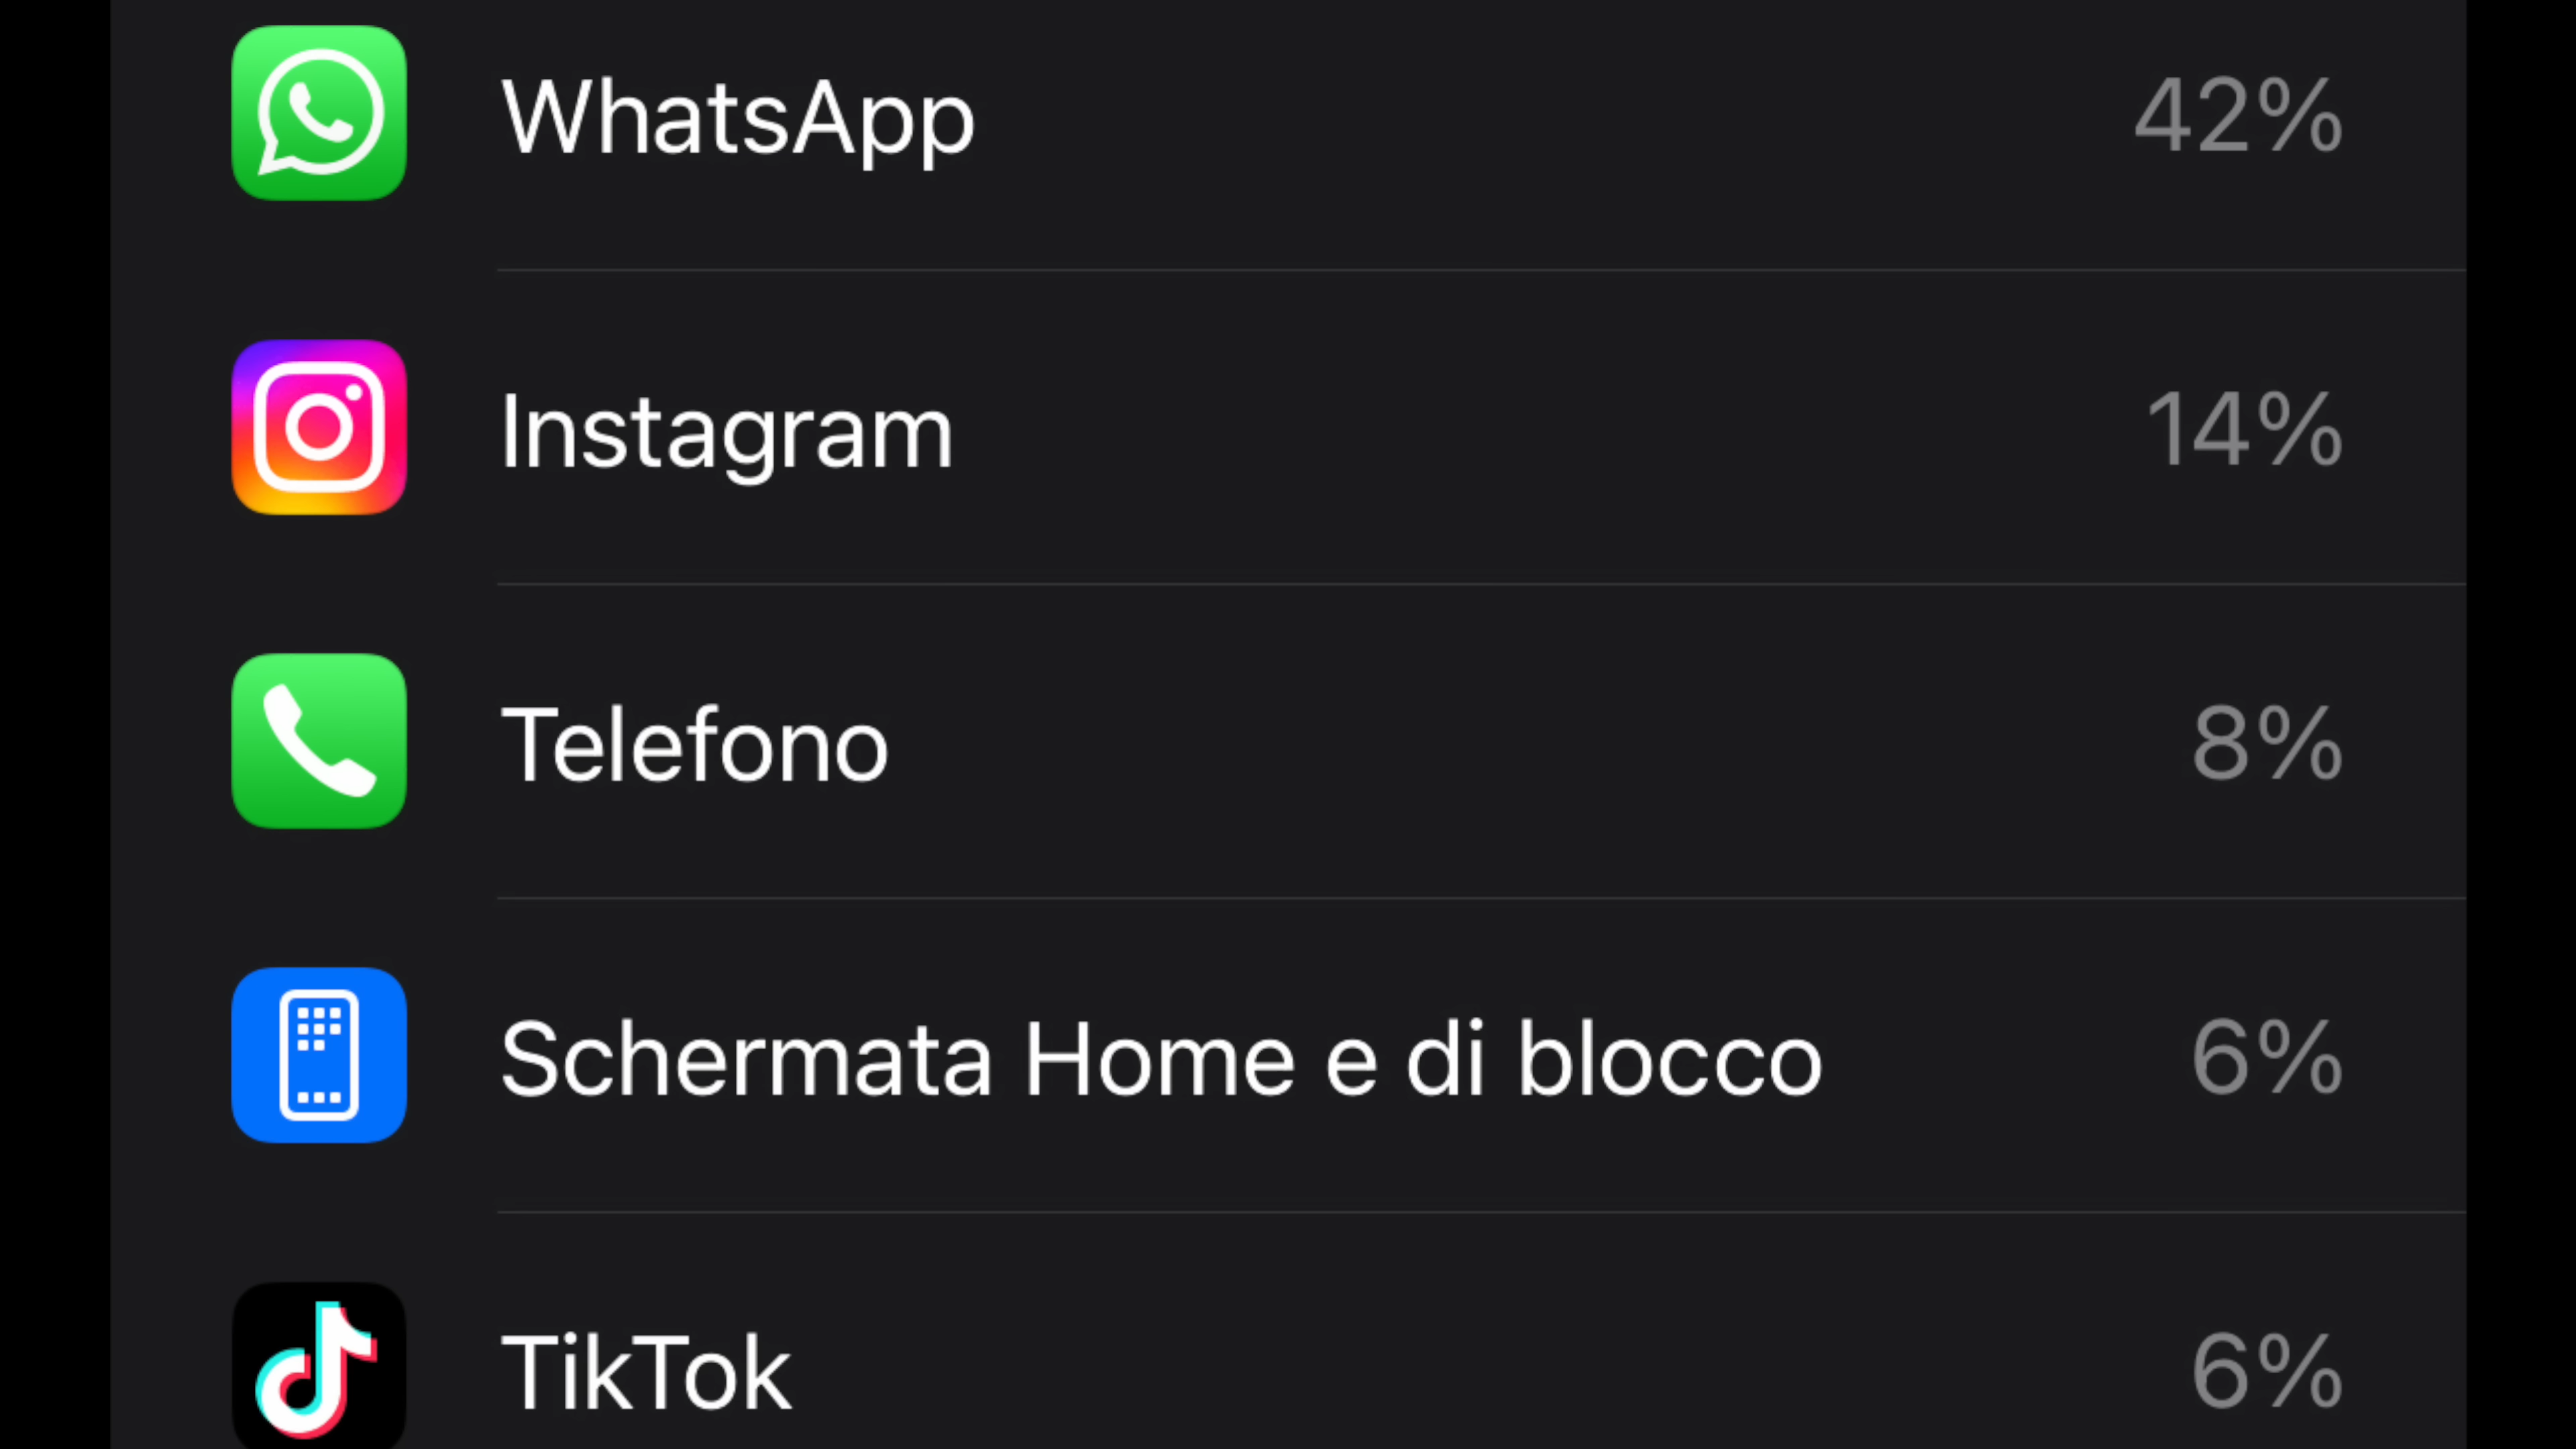 WhatsApp 42%
Instagram 14%
Telefono 8%
Schermata Home e di blocco 6%
TikTok 6%